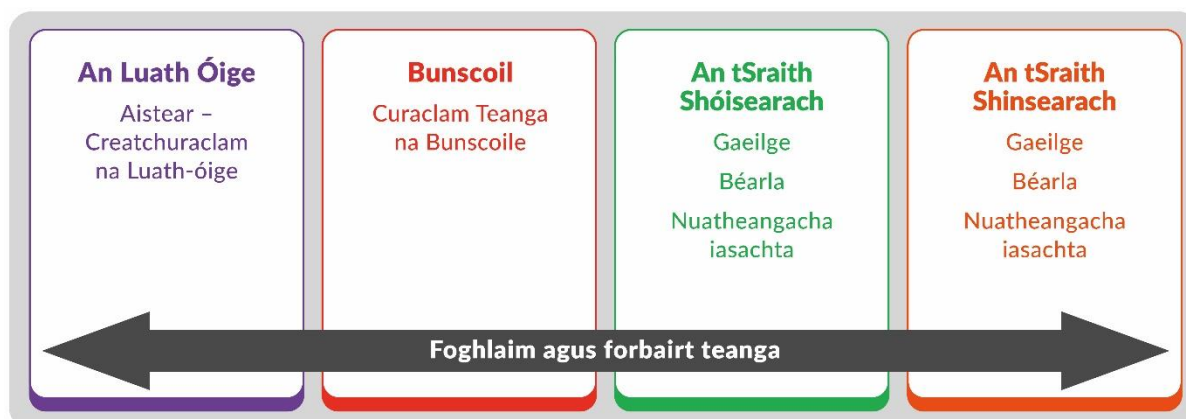 An Luath Óige
Aistear –
Creatchuraclam
na Luath-óige
Bunscoil
Curaclam Teanga
na Bunscoile
An tSraith
Shóisearach
Gaeilge
Béarla
Nuatheangacha
iasachta
An tSraith
Shinsearach
Gaeilge
Béarla
Nuatheangacha
iasachta
Foghlaim agus forbairt teanga